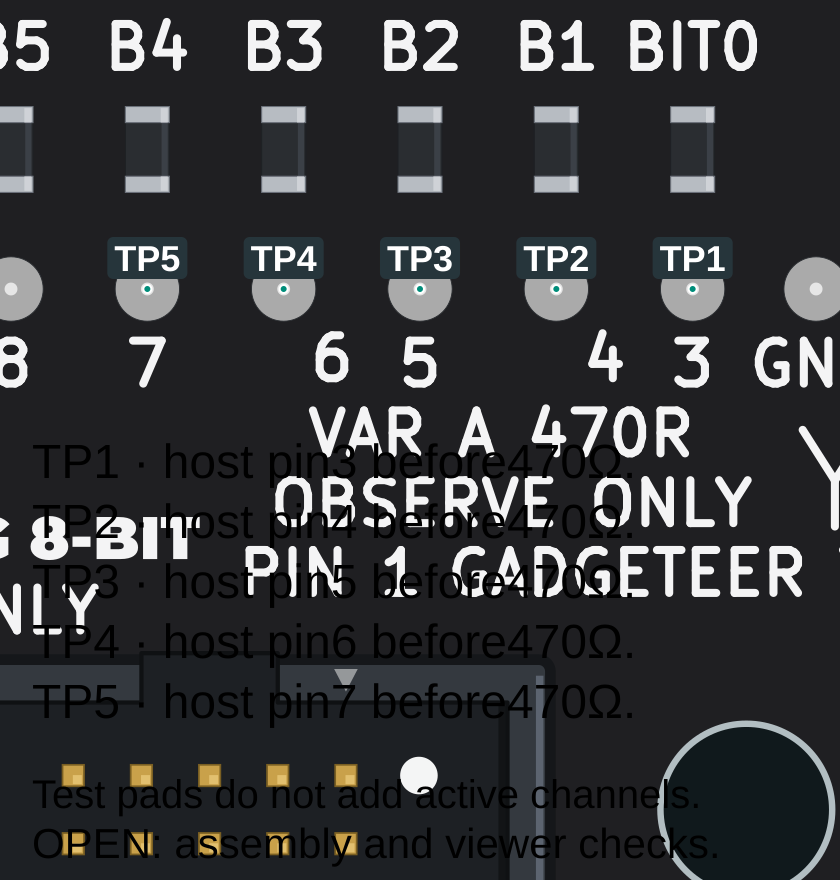 B5 B4 B3 B2 B1 BIT0
TP5 TP4 TP3 TP2 TP1
8 7 6 5 4 3 GN
VAR A 470R
TP1 · host pin3 before470Ω.
OBSERVE ONLY
TP2 · host pin4 before470Ω.
G 8-BIT
PIN 1 GADGETEER
TP3 · host pin5 before470Ω.
NLY
TP4 · host pin6 before470Ω.
TP5 · host pin7 before470Ω.
Test pads do not add active channels.
OPEN: assembly and viewer checks.